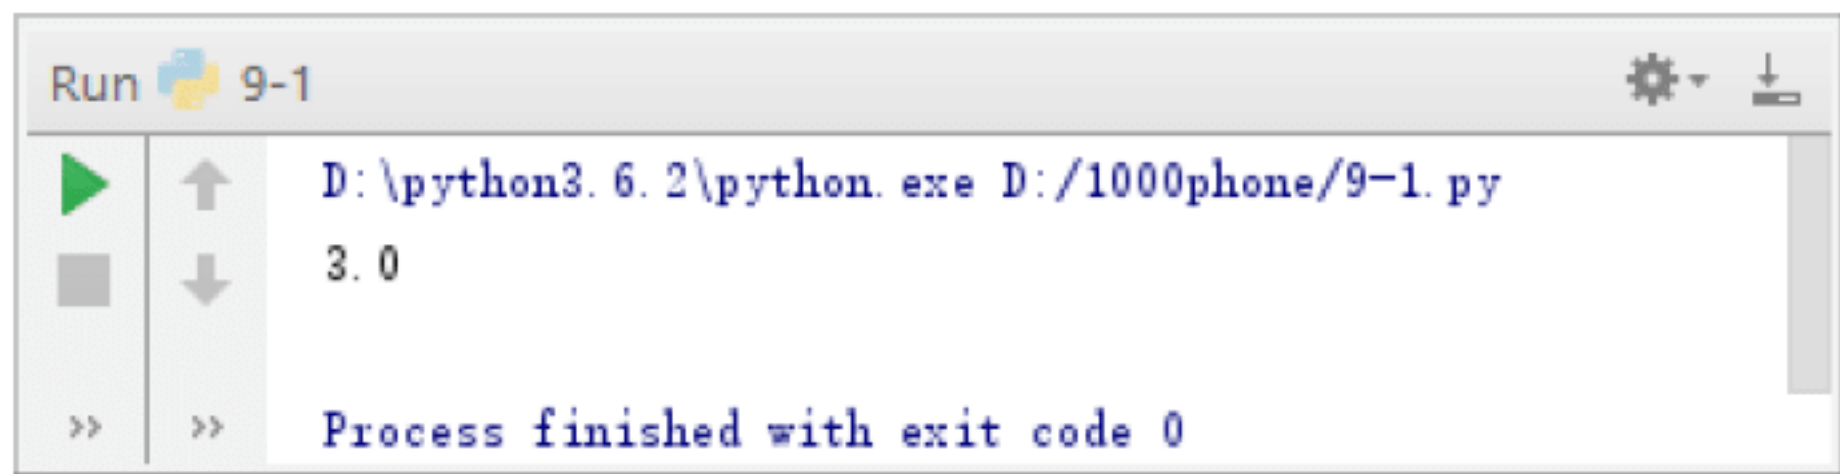 Run 9-1
D:\python3.6.2\python.exe D:/1000phone/9-1.py
3.0
Process finished with exit code 0